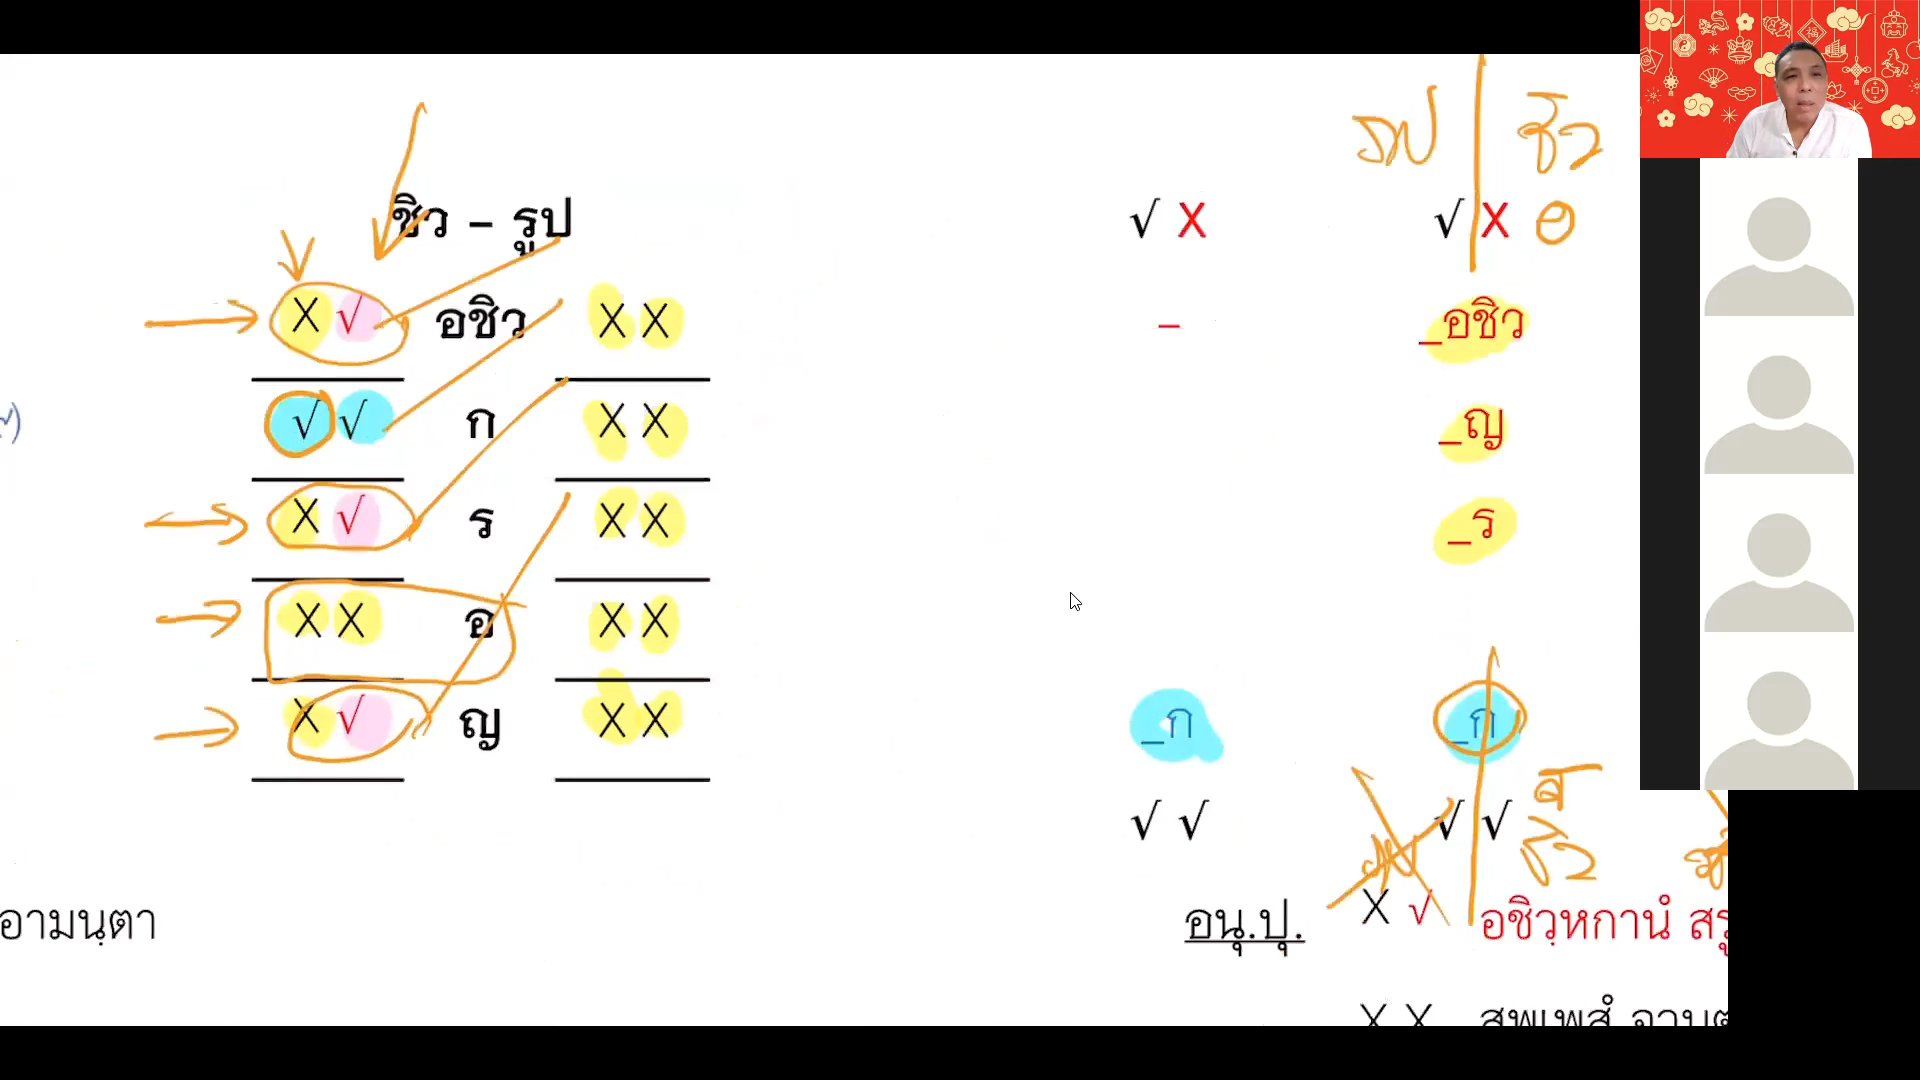 รูป ชิว
ชิว – รูป √ X √ X
X √ อชิว X X – _อชิว
√ √ ก X X _ญ
X √ ร X X _ร
X X อ X X
X √ ญ X X _ก _ก
√ √ √ √
ชิว
อามนฺตา อนุ.ปุ. X √ อชิวฺหกานํ
X X